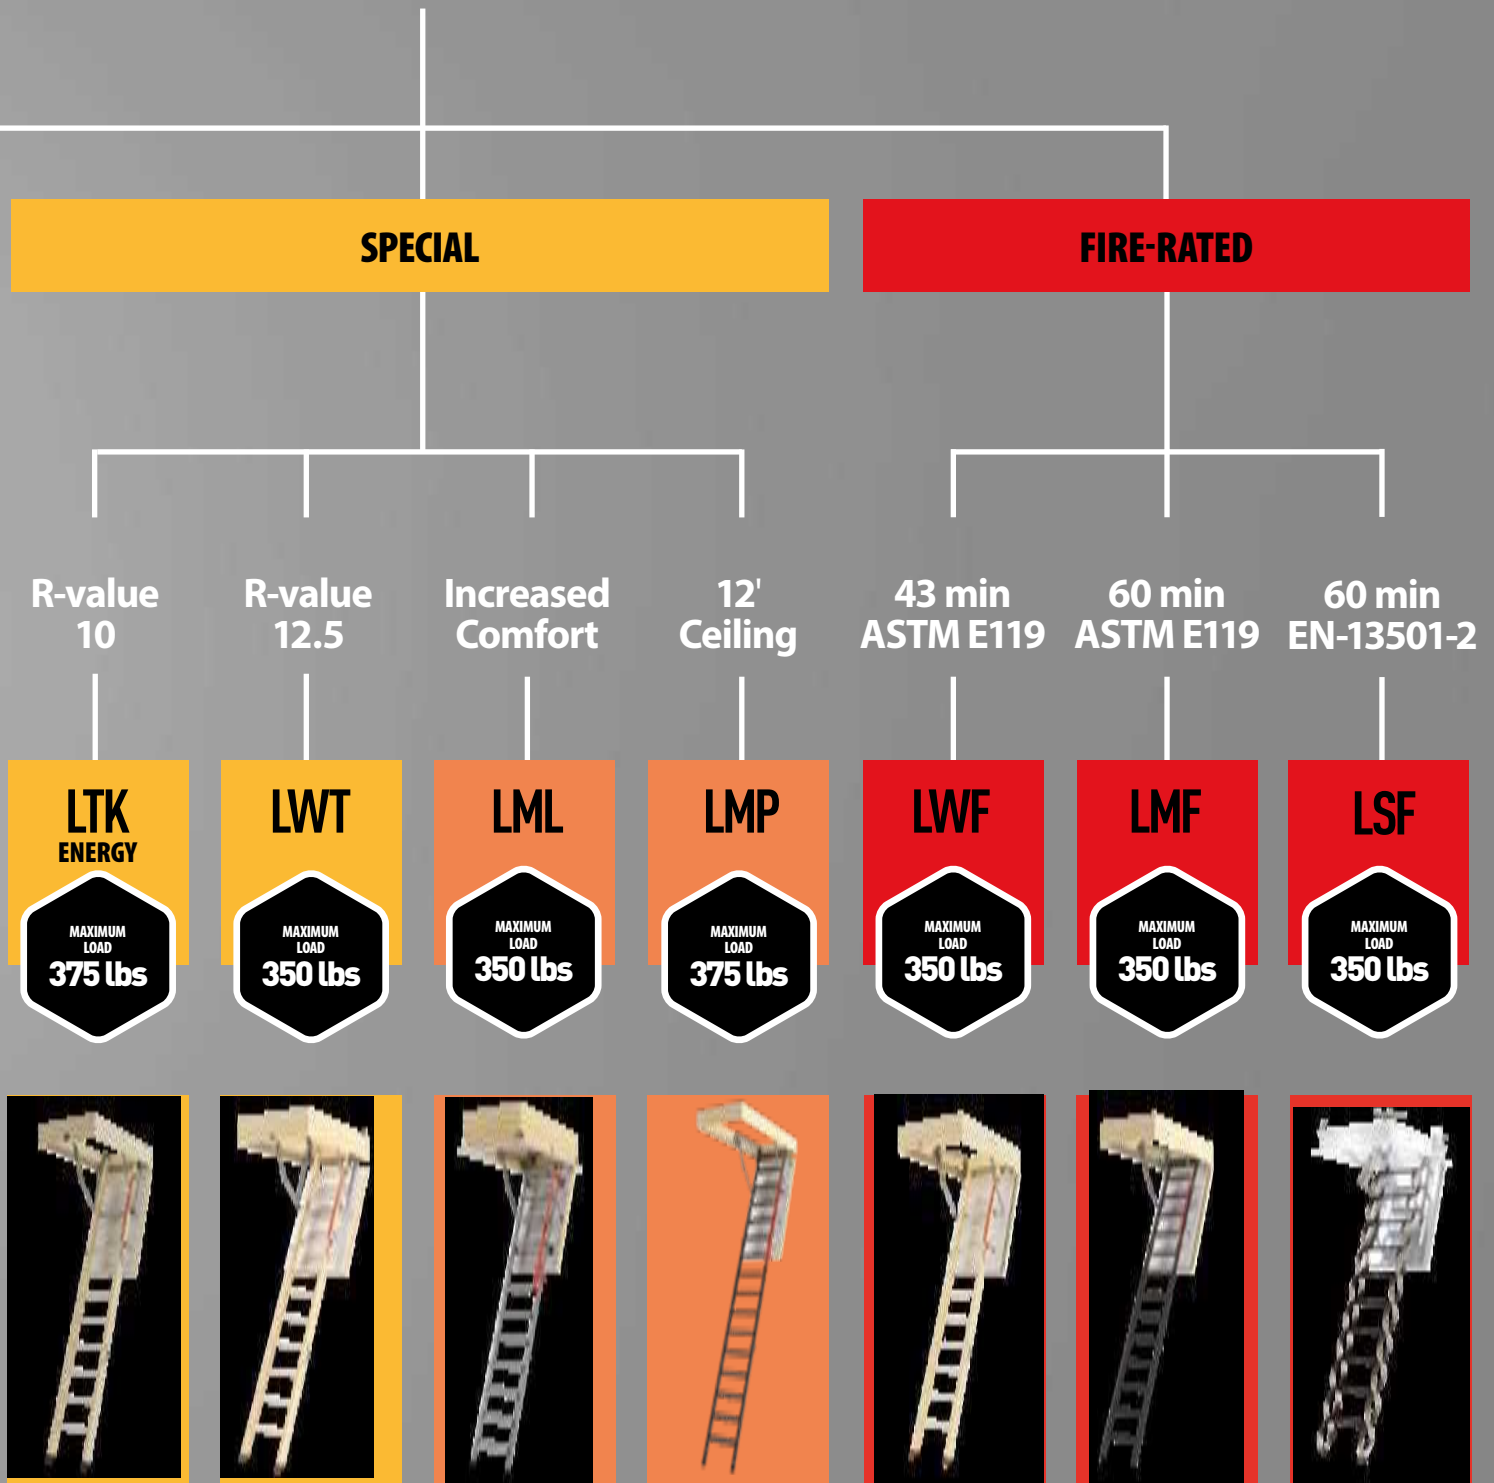 SPECIAL
FIRE-RATED
R-value
10
R-value
12.5
Increased
Comfort
12'
Ceiling
43 min
ASTM E119
60 min
ASTM E119
60 min
EN-13501-2
LTK
ENERGY
MAXIMUM
LOAD
375 lbs
LWT
MAXIMUM
LOAD
350 lbs
LML
MAXIMUM
LOAD
350 lbs
LMP
MAXIMUM
LOAD
375 lbs
LWF
MAXIMUM
LOAD
350 lbs
LMF
MAXIMUM
LOAD
350 lbs
LSF
MAXIMUM
LOAD
350 lbs